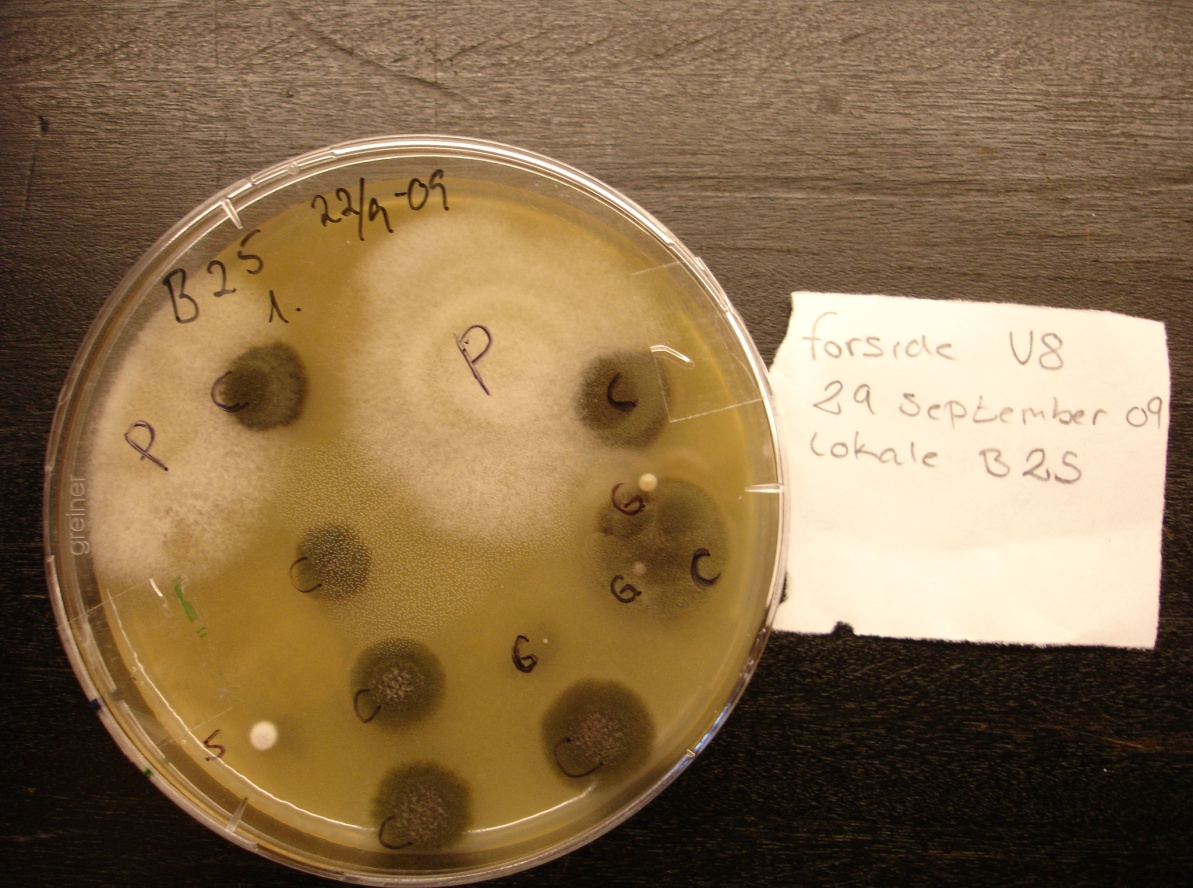 22/9-09
B25
1.
P
P
C
C
G
greiner
C
G
C
G
C
S
C
C
forside V8
29 september 09
lokale B25